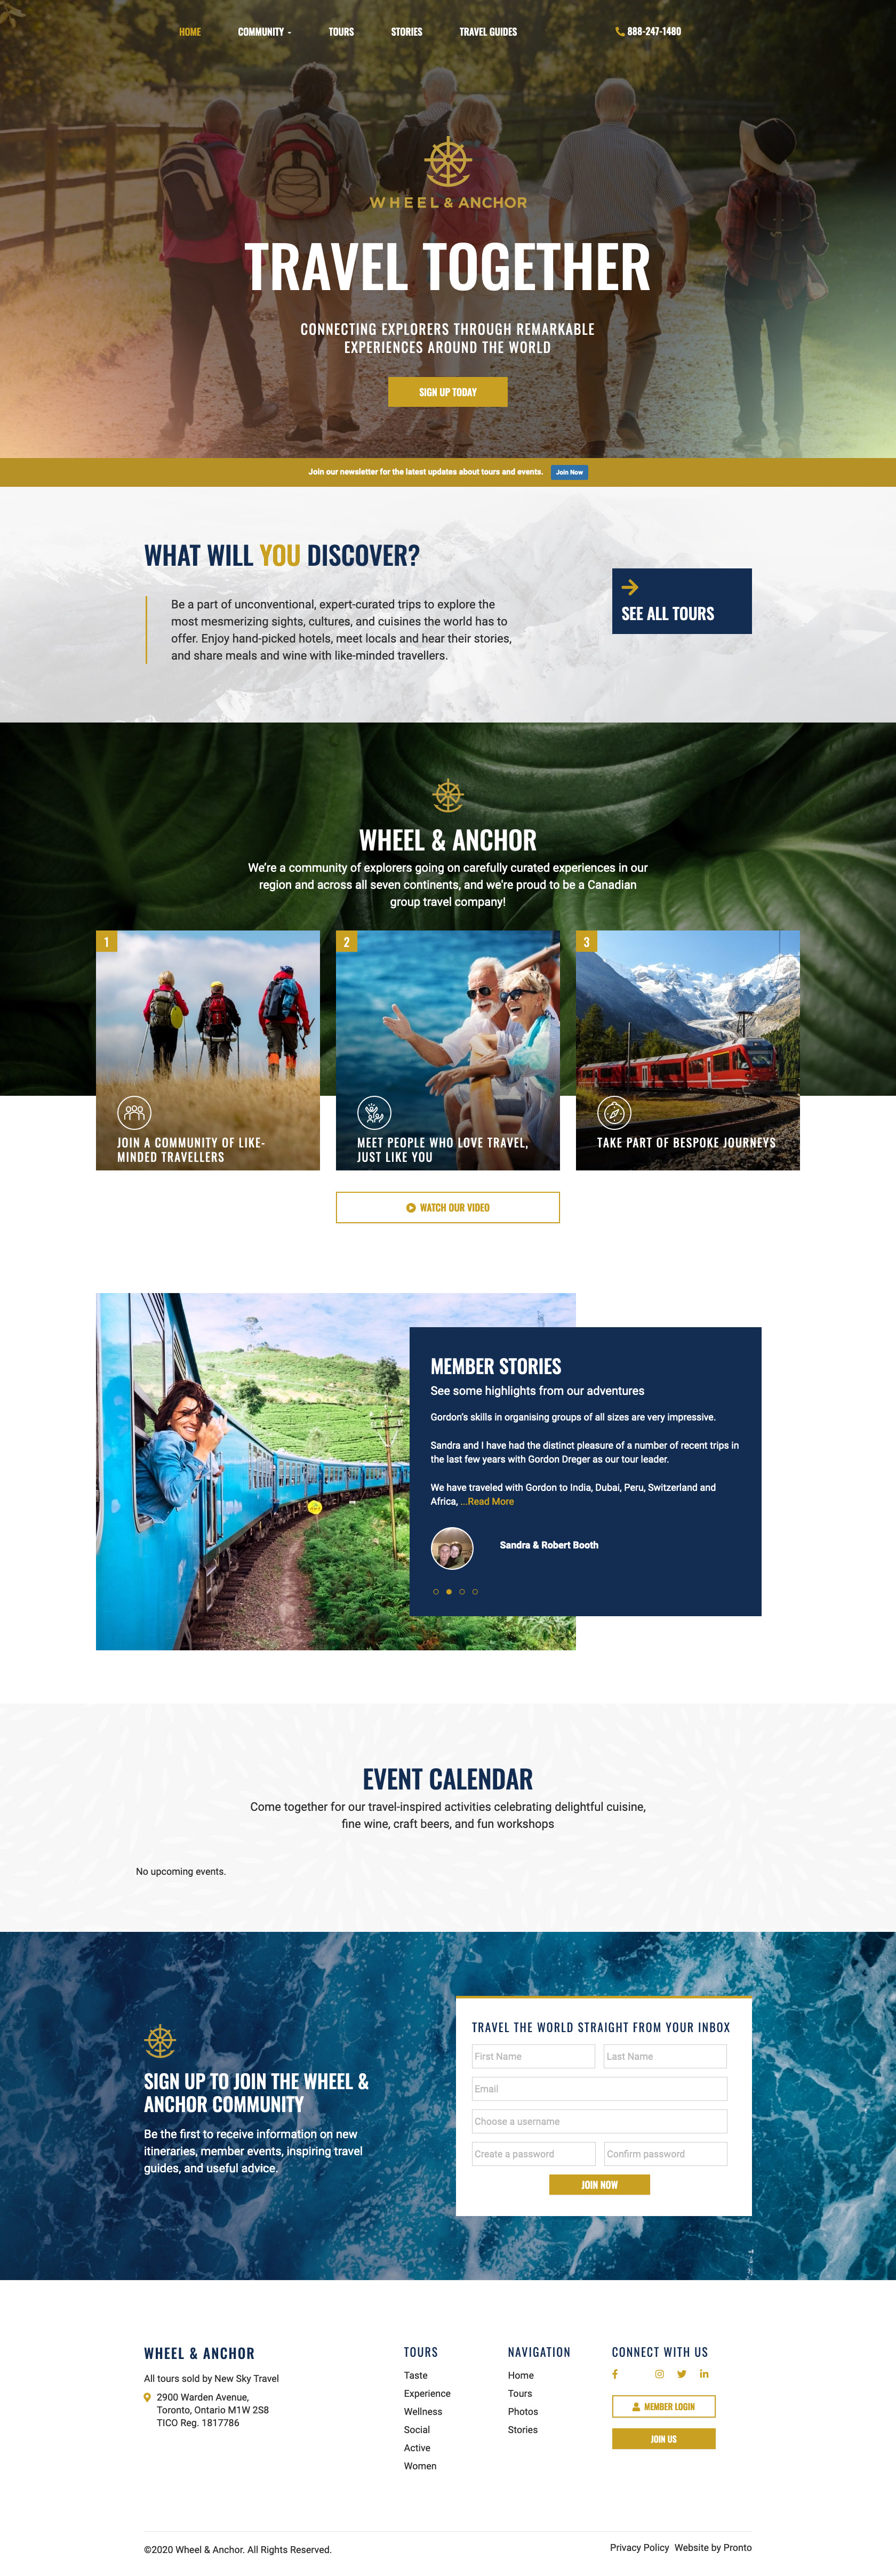 HOME
COMMUNITY
TOURS
STORIES
TRAVEL GUIDES
888-247-1480
WHEEL & ANCHOR
TRAVEL TOGETHER
CONNECTING EXPLORERS THROUGH REMARKABLE
EXPERIENCES AROUND THE WORLD
SIGN UP TODAY
Join our newsletter for the latest updates about tours and events.
Join Now
WHAT WILL YOU DISCOVER?
Be a part of unconventional, expert-curated trips to explore the
most mesmerizing sights, cultures, and cuisines the world has to
offer. Enjoy hand-picked hotels, meet locals and hear their stories,
and share meals and wine with like-minded travellers.
SEE ALL TOURS
WHEEL & ANCHOR
We're a community of explorers going on carefully curated experiences in our
region and across all seven continents, and we're proud to be a Canadian
group travel company!
1
JOIN A COMMUNITY OF LIKE-
MINDED TRAVELLERS
2
MEET PEOPLE WHO LOVE TRAVEL,
JUST LIKE YOU
3
TAKE PART OF BESPOKE JOURNEYS
WATCH OUR VIDEO
MEMBER STORIES
See some highlights from our adventures
Gordon's skills in organising groups of all sizes are very impressive.
Sandra and I have had the distinct pleasure of a number of recent trips in
the last few years with Gordon Dreger as our tour leader.
We have traveled with Gordon to India, Dubai, Peru, Switzerland and
Africa, ...Read More
Sandra & Robert Booth
EVENT CALENDAR
Come together for our travel-inspired activities celebrating delightful cuisine,
fine wine, craft beers, and fun workshops
No upcoming events.
SIGN UP TO JOIN THE WHEEL &
ANCHOR COMMUNITY
Be the first to receive information on new
itineraries, member events, inspiring travel
guides, and useful advice.
TRAVEL THE WORLD STRAIGHT FROM YOUR INBOX
First Name
Last Name
Email
Choose a username
Create a password
Confirm password
JOIN NOW
WHEEL & ANCHOR
All tours sold by New Sky Travel
2900 Warden Avenue,
Toronto, Ontario M1W 2S8
TICO Reg. 1817786
TOURS
Taste
Experience
Wellness
Social
Active
Women
NAVIGATION
Home
Tours
Photos
Stories
CONNECT WITH US
MEMBER LOGIN
JOIN US
©2020 Wheel & Anchor. All Rights Reserved.
Privacy Policy
Website by Pronto